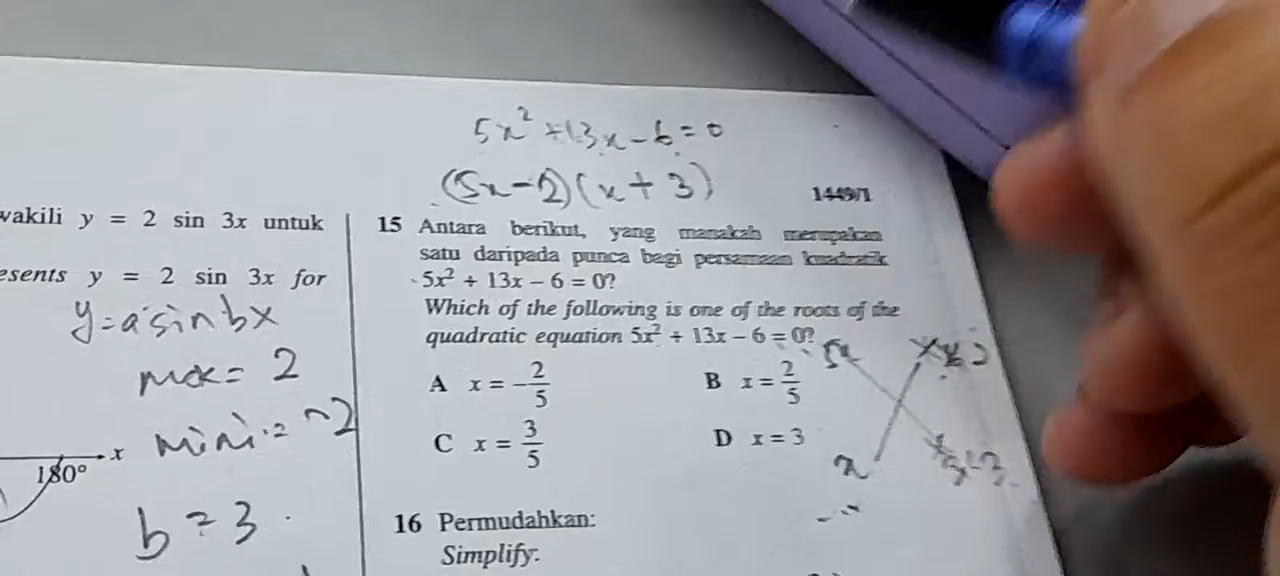 5x² + 13x - 6 = 0
(5x - 2)(x + 3)
1449/1
wakili y = 2 sin 3x untuk
esents y = 2 sin 3x for
y = a sin bx
max = 2
mini = -2
180° x
b = 3
15 Antara berikut, yang manakah merupakan
satu daripada punca bagi persamaan kuadratik
5x² + 13x – 6 = 0?
Which of the following is one of the roots of the
quadratic equation 5x² + 13x – 6 = 0?
A x = –2/5
B x = 2/5
C x = 3/5
D x = 3
5x
x
16 Permudahkan:
Simplify: